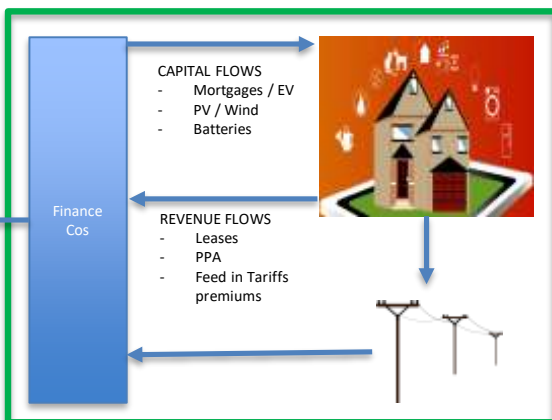 CAPITAL FLOWS
- Mortgages / EV
- PV / Wind
- Batteries
Finance
Cos
REVENUE FLOWS
- Leases
- PPA
- Feed in Tariffs
premiums